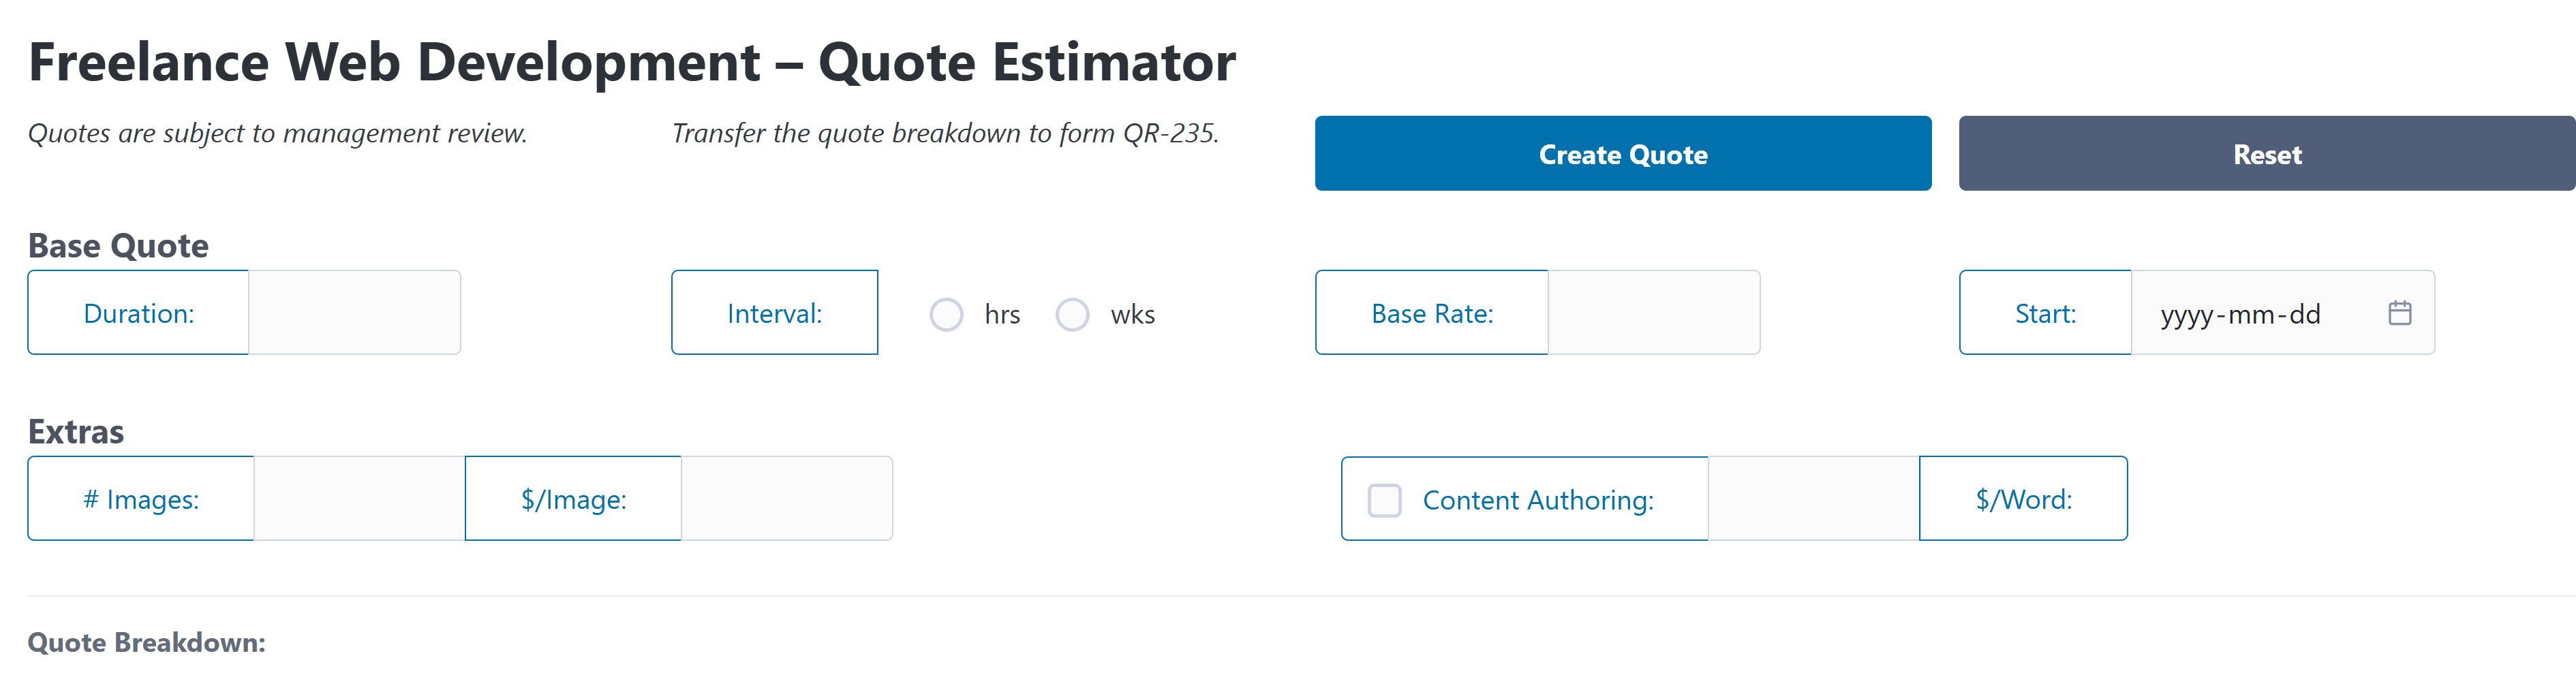 Freelance Web Development – Quote Estimator
Quotes are subject to management review. Transfer the quote breakdown to form QR-235. Create Quote Reset
Base Quote
Duration: Interval: hrs wks Base Rate: Start: yyyy-mm-dd
Extras
# Images: $/Image: Content Authoring: $/Word:
Quote Breakdown: